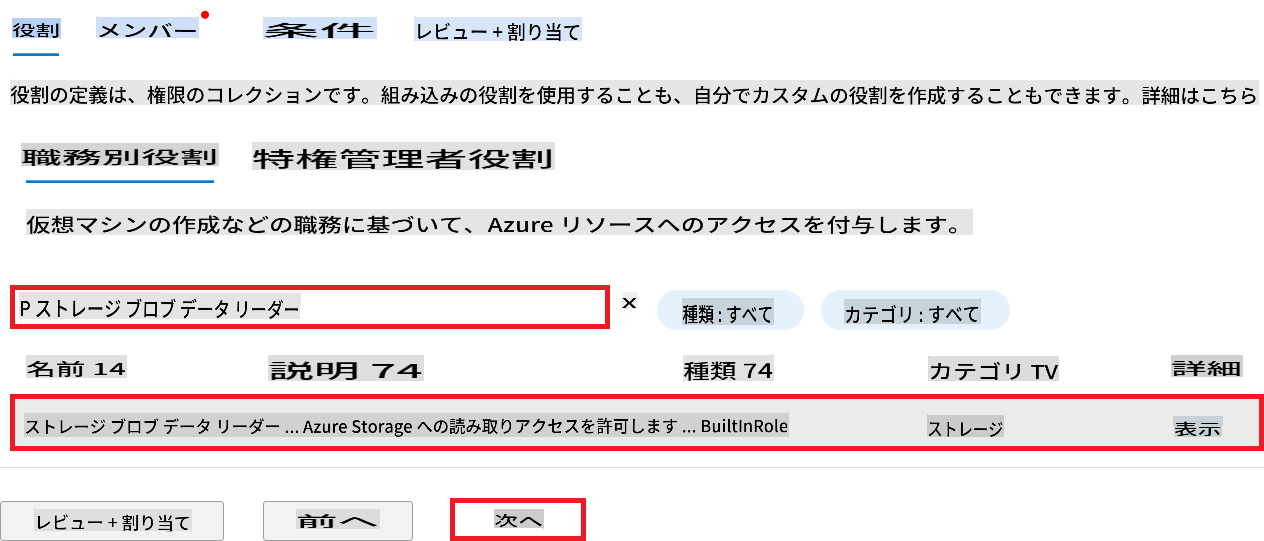 役割 メンバー 条件 レビュー + 割り当て
役割の定義は、権限のコレクションです。組み込みの役割を使用することも、自分でカスタムの役割を作成することもできます。詳細はこちら
職務別役割 特権管理者役割
仮想マシンの作成などの職務に基づいて、Azure リソースへのアクセスを付与します。
P ストレージ ブロブ データ リーダー × 種類 : すべて カテゴリ : すべて
名前 14 説明 74 種類 74 カテゴリ TV 詳細
ストレージ ブロブ データ リーダー ... Azure Storage への読み取りアクセスを許可します ... BuiltInRole ストレージ 表示
レビュー + 割り当て 前へ 次へ